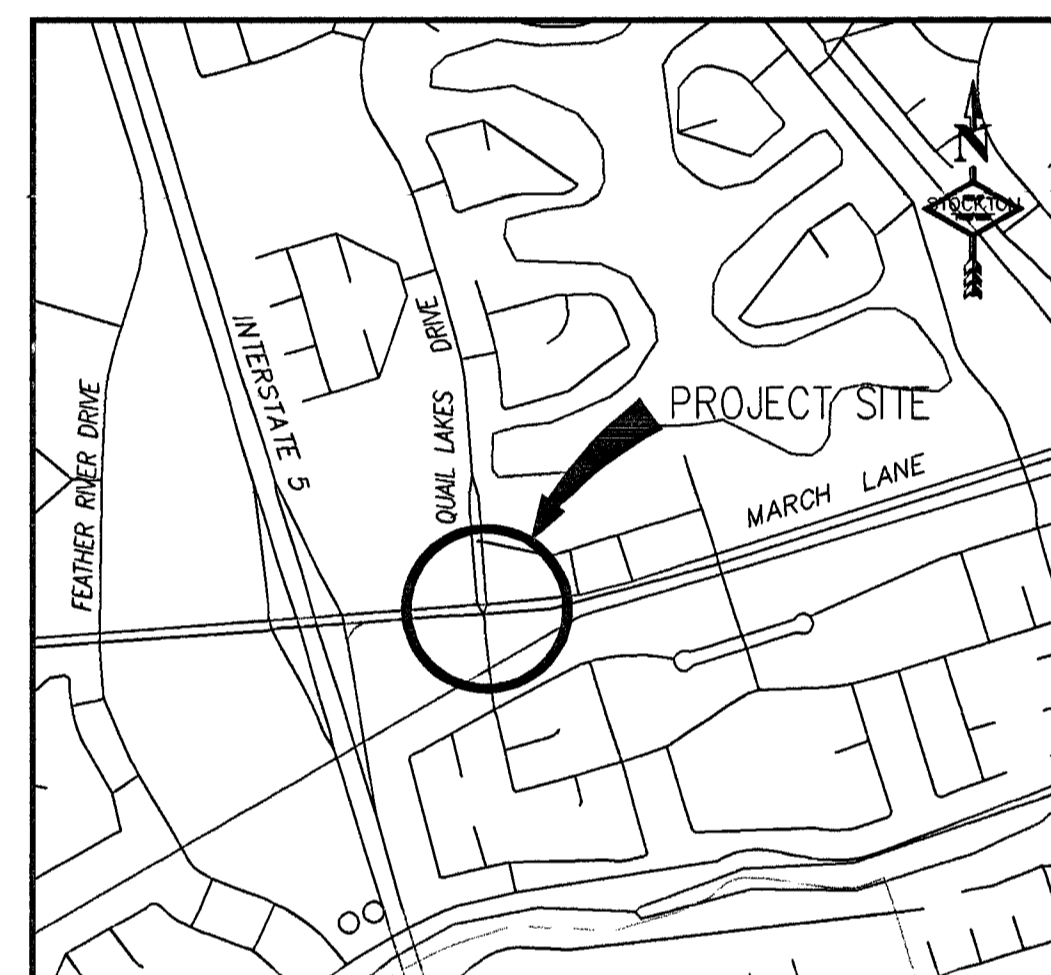 N
STOCKTON
INTERSTATE 5
QUAIL LAKES DRIVE
FEATHER RIVER DRIVE
PROJECT SITE
MARCH LANE